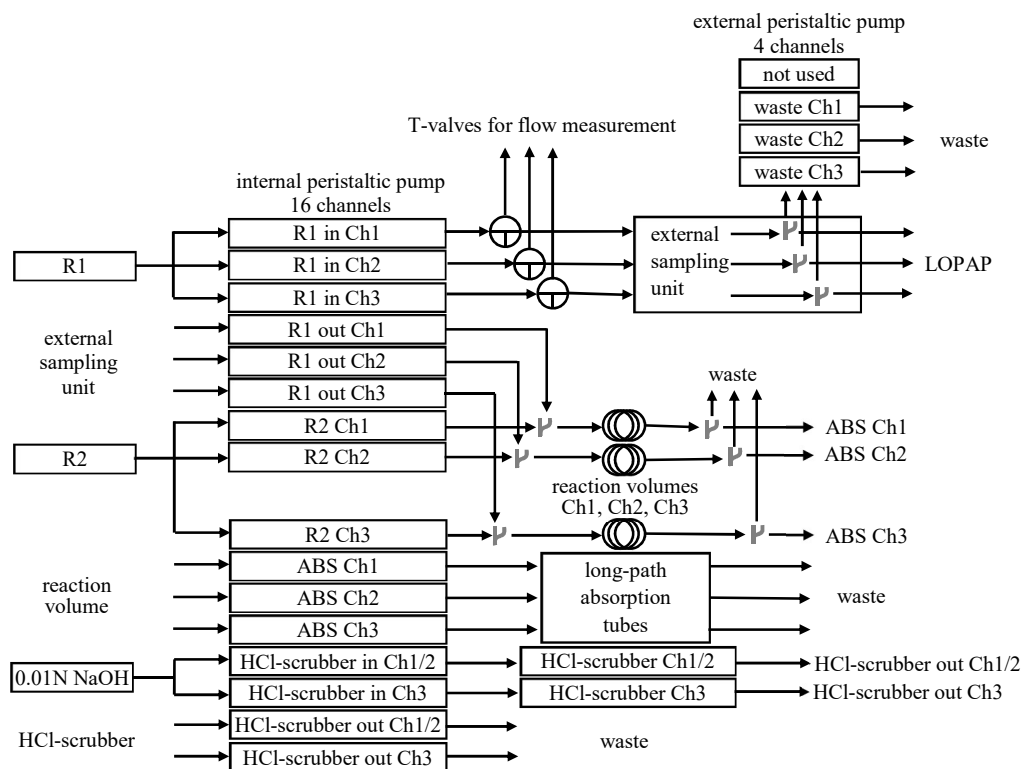 external peristaltic pump
4 channels
not used
waste Ch1
waste Ch2
waste Ch3
waste
T-valves for flow measurement
internal peristaltic pump
16 channels
R1
R1 in Ch1
R1 in Ch2
R1 in Ch3
external
sampling
unit
LOPAP
external
sampling
unit
R1 out Ch1
R1 out Ch2
R1 out Ch3
waste
R2
R2 Ch1
R2 Ch2
R2 Ch3
reaction volumes
Ch1, Ch2, Ch3
ABS Ch1
ABS Ch2
ABS Ch3
reaction
volume
ABS Ch1
ABS Ch2
ABS Ch3
long-path
absorption
tubes
waste
0.01N NaOH
HCl-scrubber in Ch1/2
HCl-scrubber in Ch3
HCl-scrubber Ch1/2
HCl-scrubber Ch3
HCl-scrubber out Ch1/2
HCl-scrubber out Ch3
HCl-scrubber
HCl-scrubber out Ch1/2
HCl-scrubber out Ch3
waste